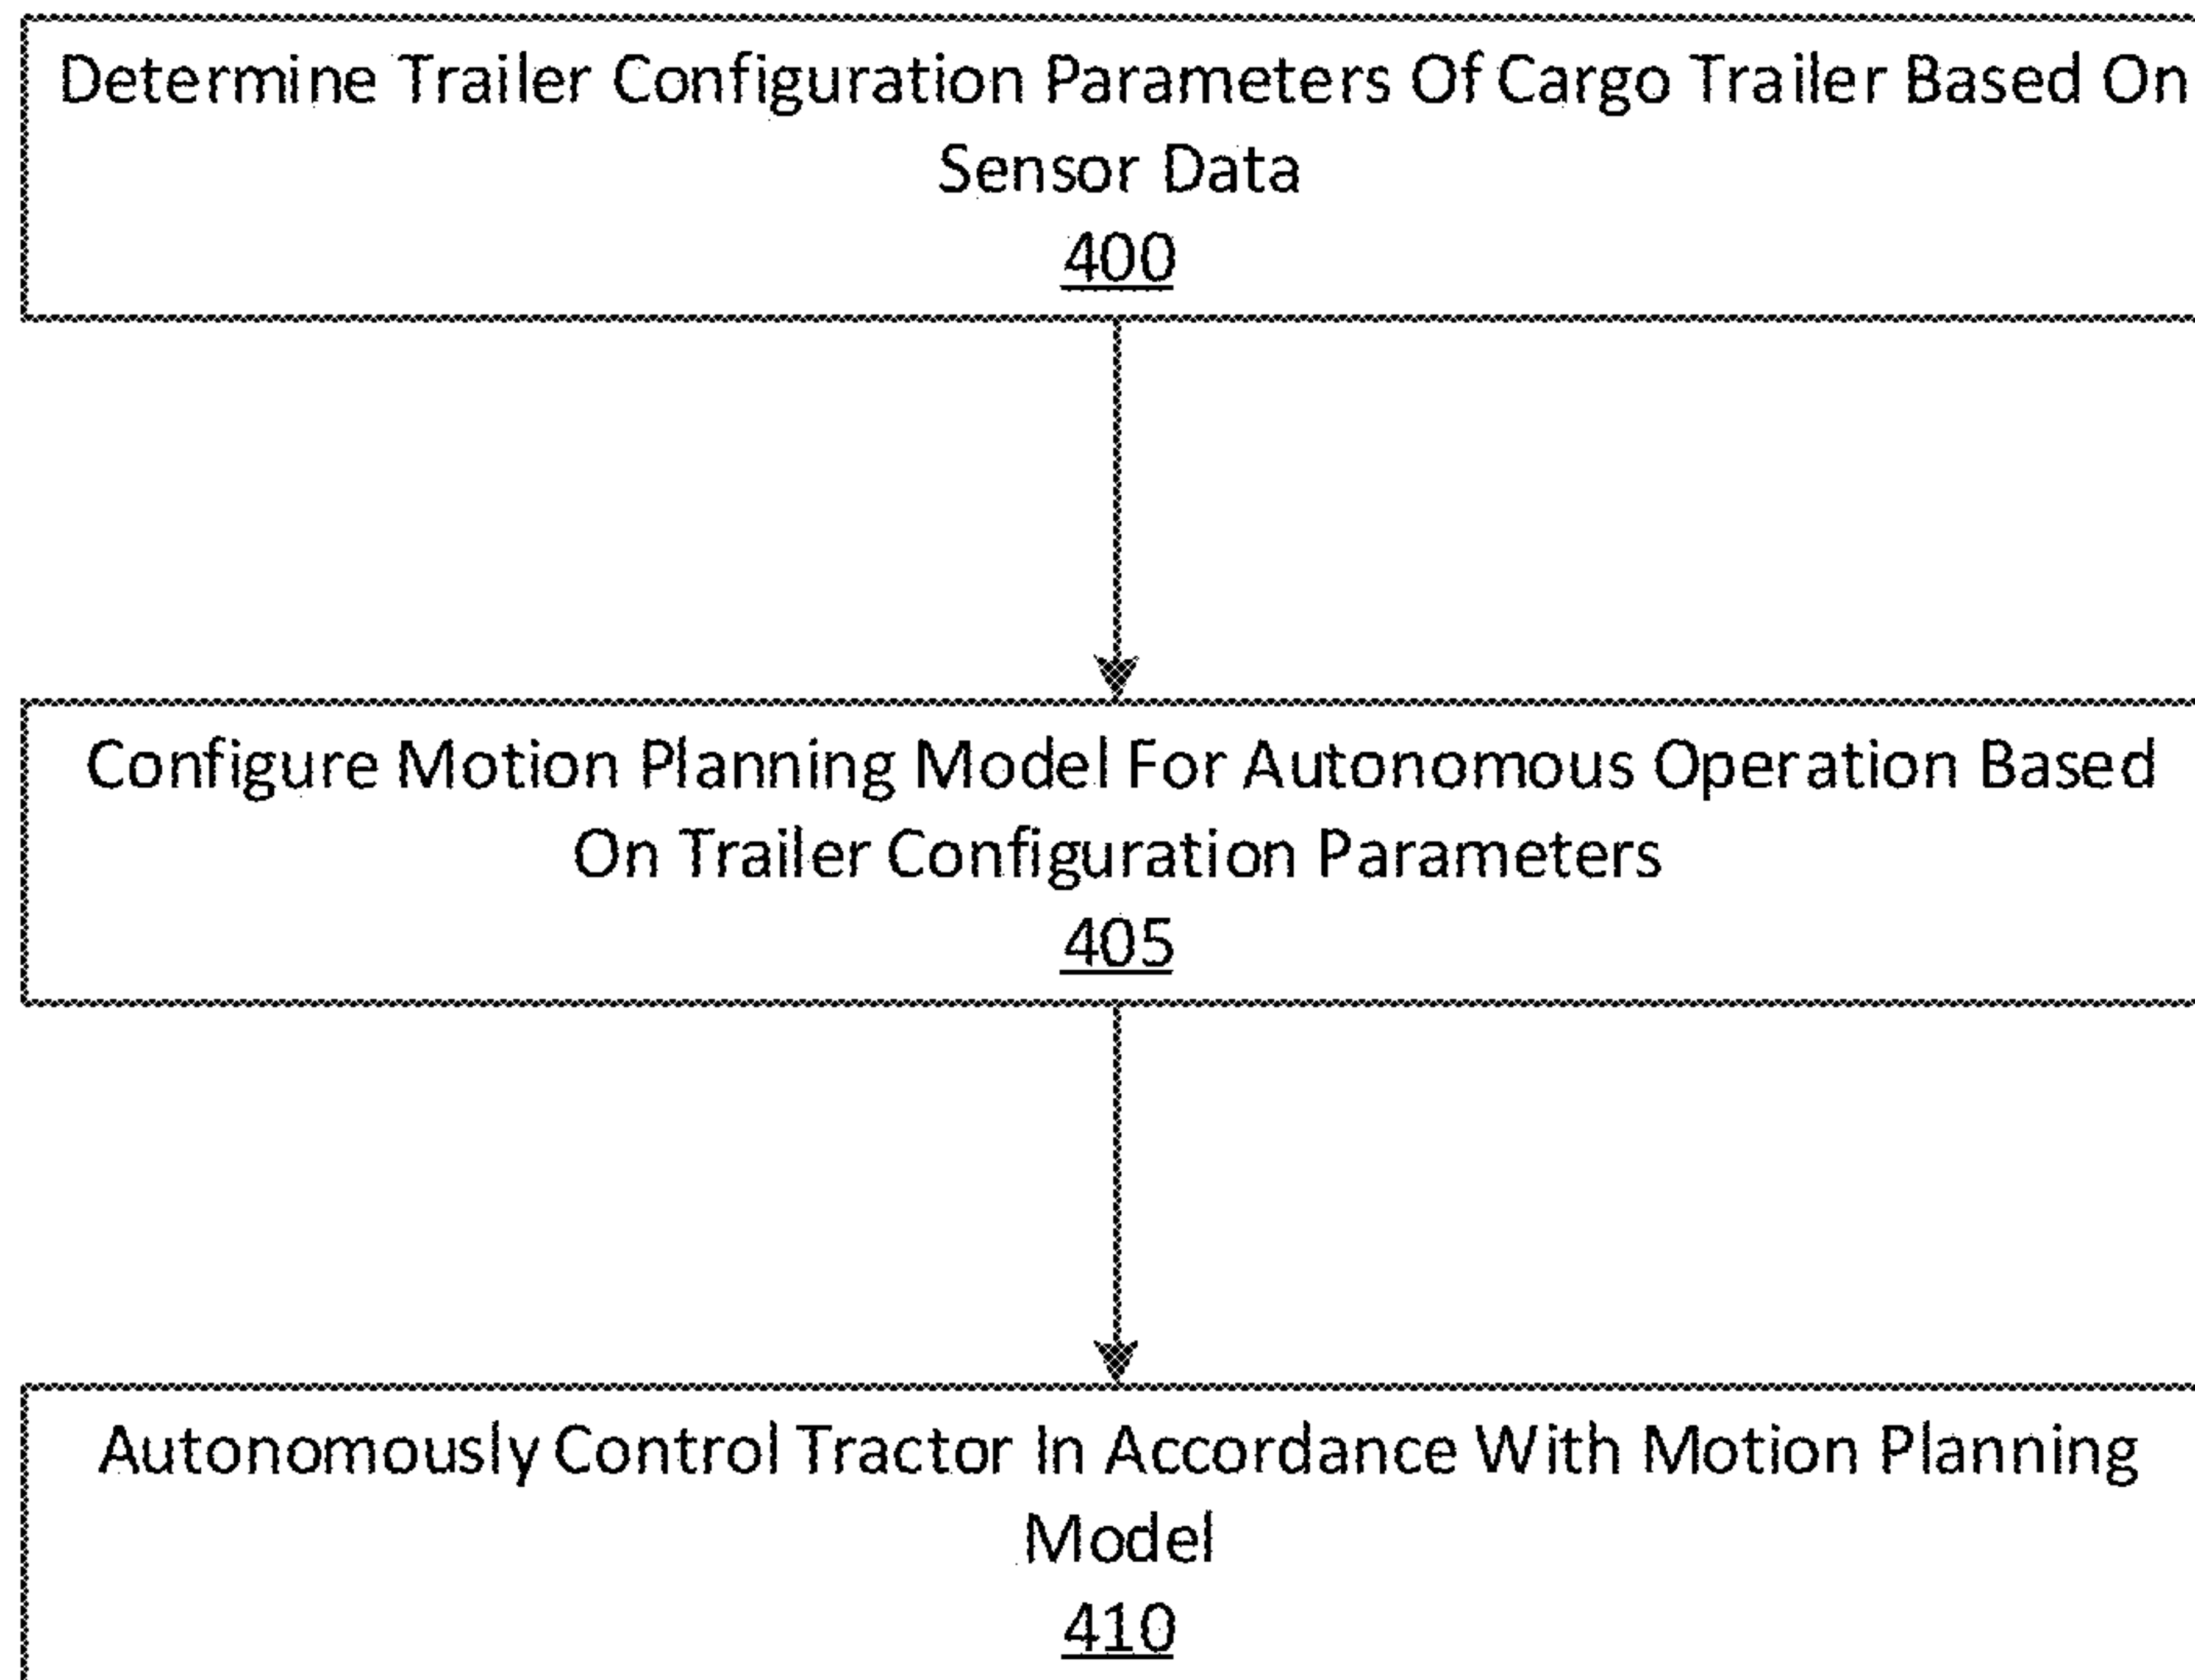 Determine Trailer Configuration Parameters Of Cargo Trailer Based On
Sensor Data
400
Configure Motion Planning Model For Autonomous Operation Based
On Trailer Configuration Parameters
405
Autonomously Control Tractor In Accordance With Motion Planning
Model
410